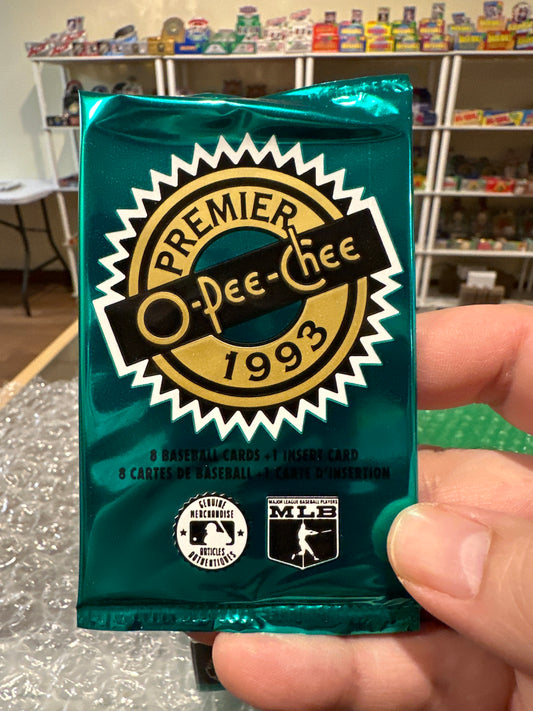 PREMIER
O-Pee-Chee
1993
8 BASEBALL CARDS +1 INSERT CARD
8 CARTES DE BASEBALL +1 CARTE D'INSERTION
GENUINE
MERCHANDISE
ARTICLES
AUTHENTIQUES
MAJOR LEAGUE BASEBALL PLAYERS
MLB